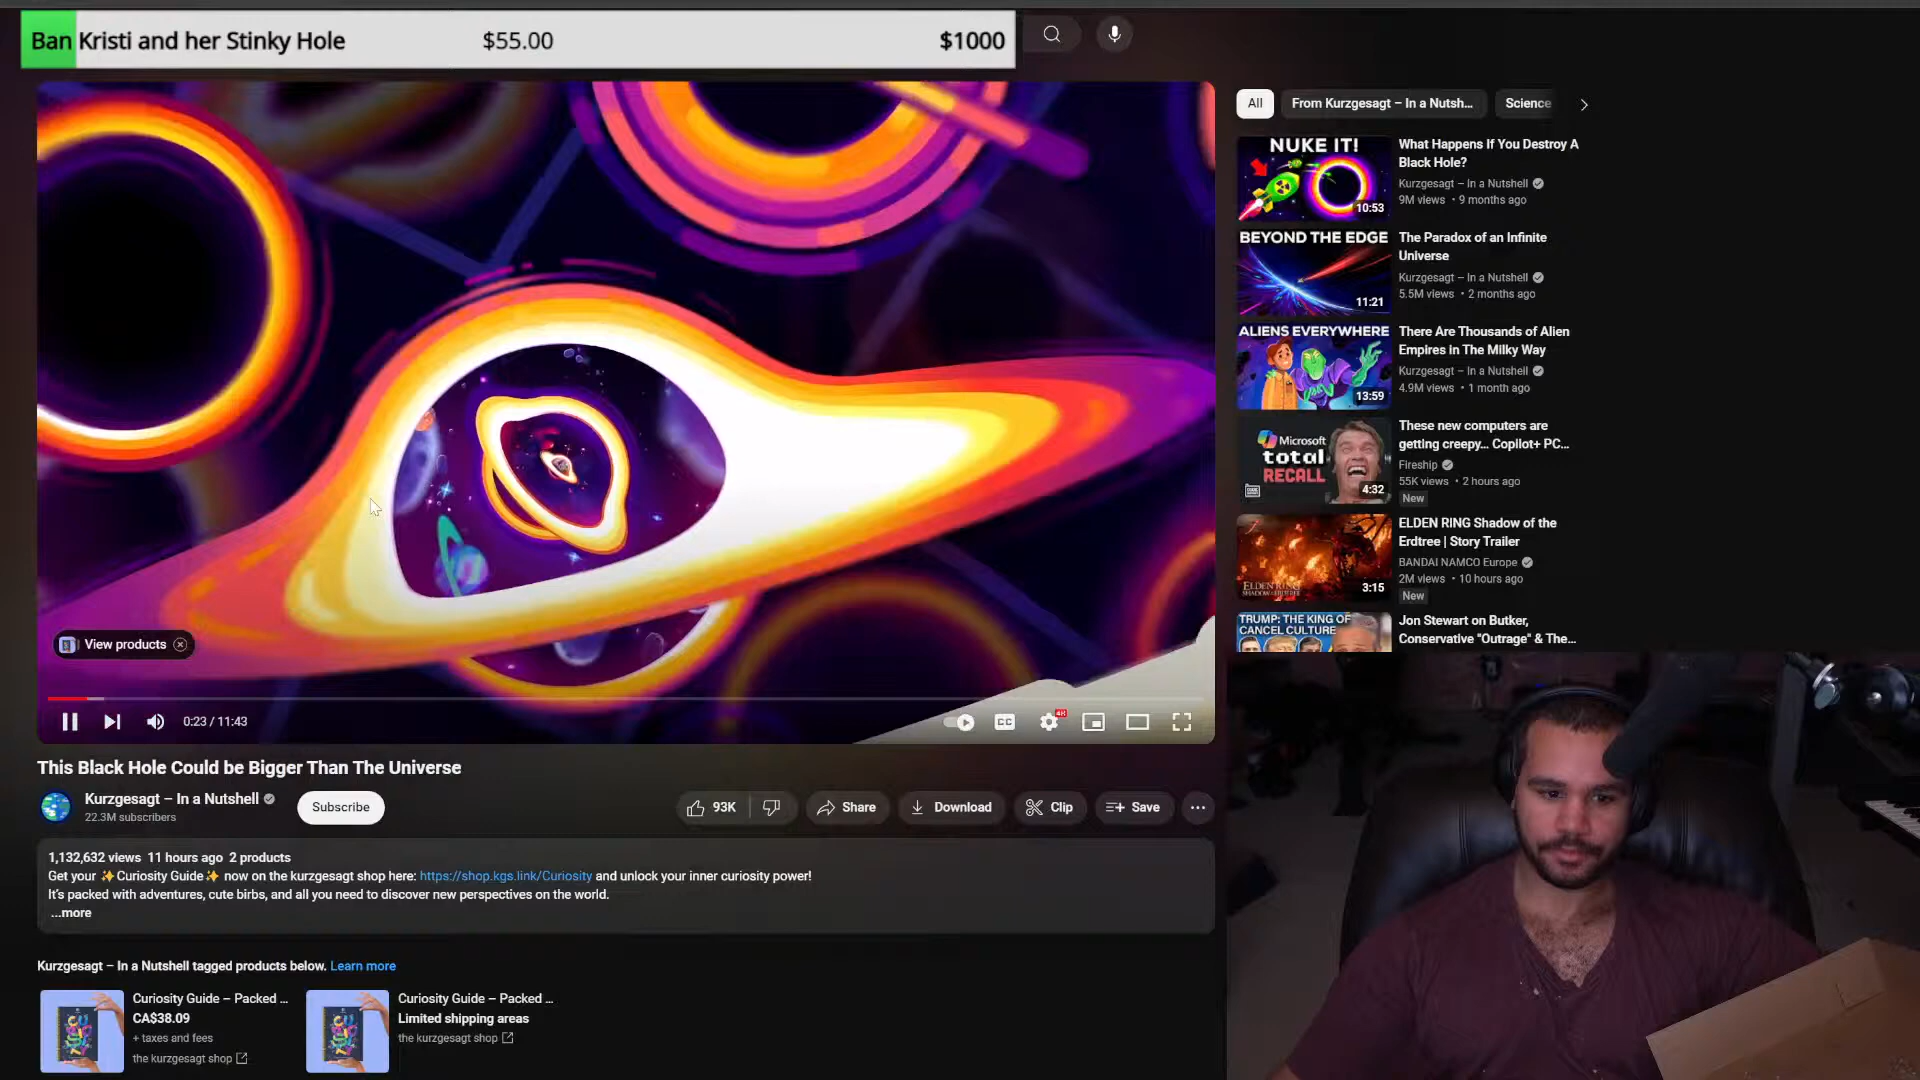 Ban Kristi and her Stinky Hole $55.00 $1000
All From Kurzgesagt – In a Nutsh... Science
NUKE IT!
10:53
What Happens If You Destroy A
Black Hole?
Kurzgesagt – In a Nutshell
9M views • 9 months ago
BEYOND THE EDGE
11:21
The Paradox of an Infinite
Universe
Kurzgesagt – In a Nutshell
5.5M views • 2 months ago
ALIENS EVERYWHERE
13:59
There Are Thousands of Alien
Empires in The Milky Way
Kurzgesagt – In a Nutshell
4.9M views • 1 month ago
Microsoft
total
RECALL
4:32
These new computers are
getting creepy... Copilot+ PC...
Fireship
55K views • 2 hours ago
New
ELDEN RING
SHADOW OF THE ERDTREE
3:15
ELDEN RING Shadow of the
Erdtree | Story Trailer
BANDAI NAMCO Europe
2M views • 10 hours ago
New
TRUMP: THE KING OF
CANCEL CULTURE
Jon Stewart on Butker,
Conservative "Outrage" & The...
View products
0:23 / 11:43
CC
4K
This Black Hole Could be Bigger Than The Universe
Kurzgesagt – In a Nutshell
22.3M subscribers
Subscribe
93K Share Download Clip Save
1,132,632 views 11 hours ago 2 products
Get your ✨Curiosity Guide✨ now on the kurzgesagt shop here: https://shop.kgs.link/Curiosity and unlock your inner curiosity power!
It's packed with adventures, cute birbs, and all you need to discover new perspectives on the world.
...more
Kurzgesagt – In a Nutshell tagged products below. Learn more
Curiosity Guide – Packed ...
CA$38.09
+ taxes and fees
the kurzgesagt shop
Curiosity Guide – Packed ...
Limited shipping areas
the kurzgesagt shop